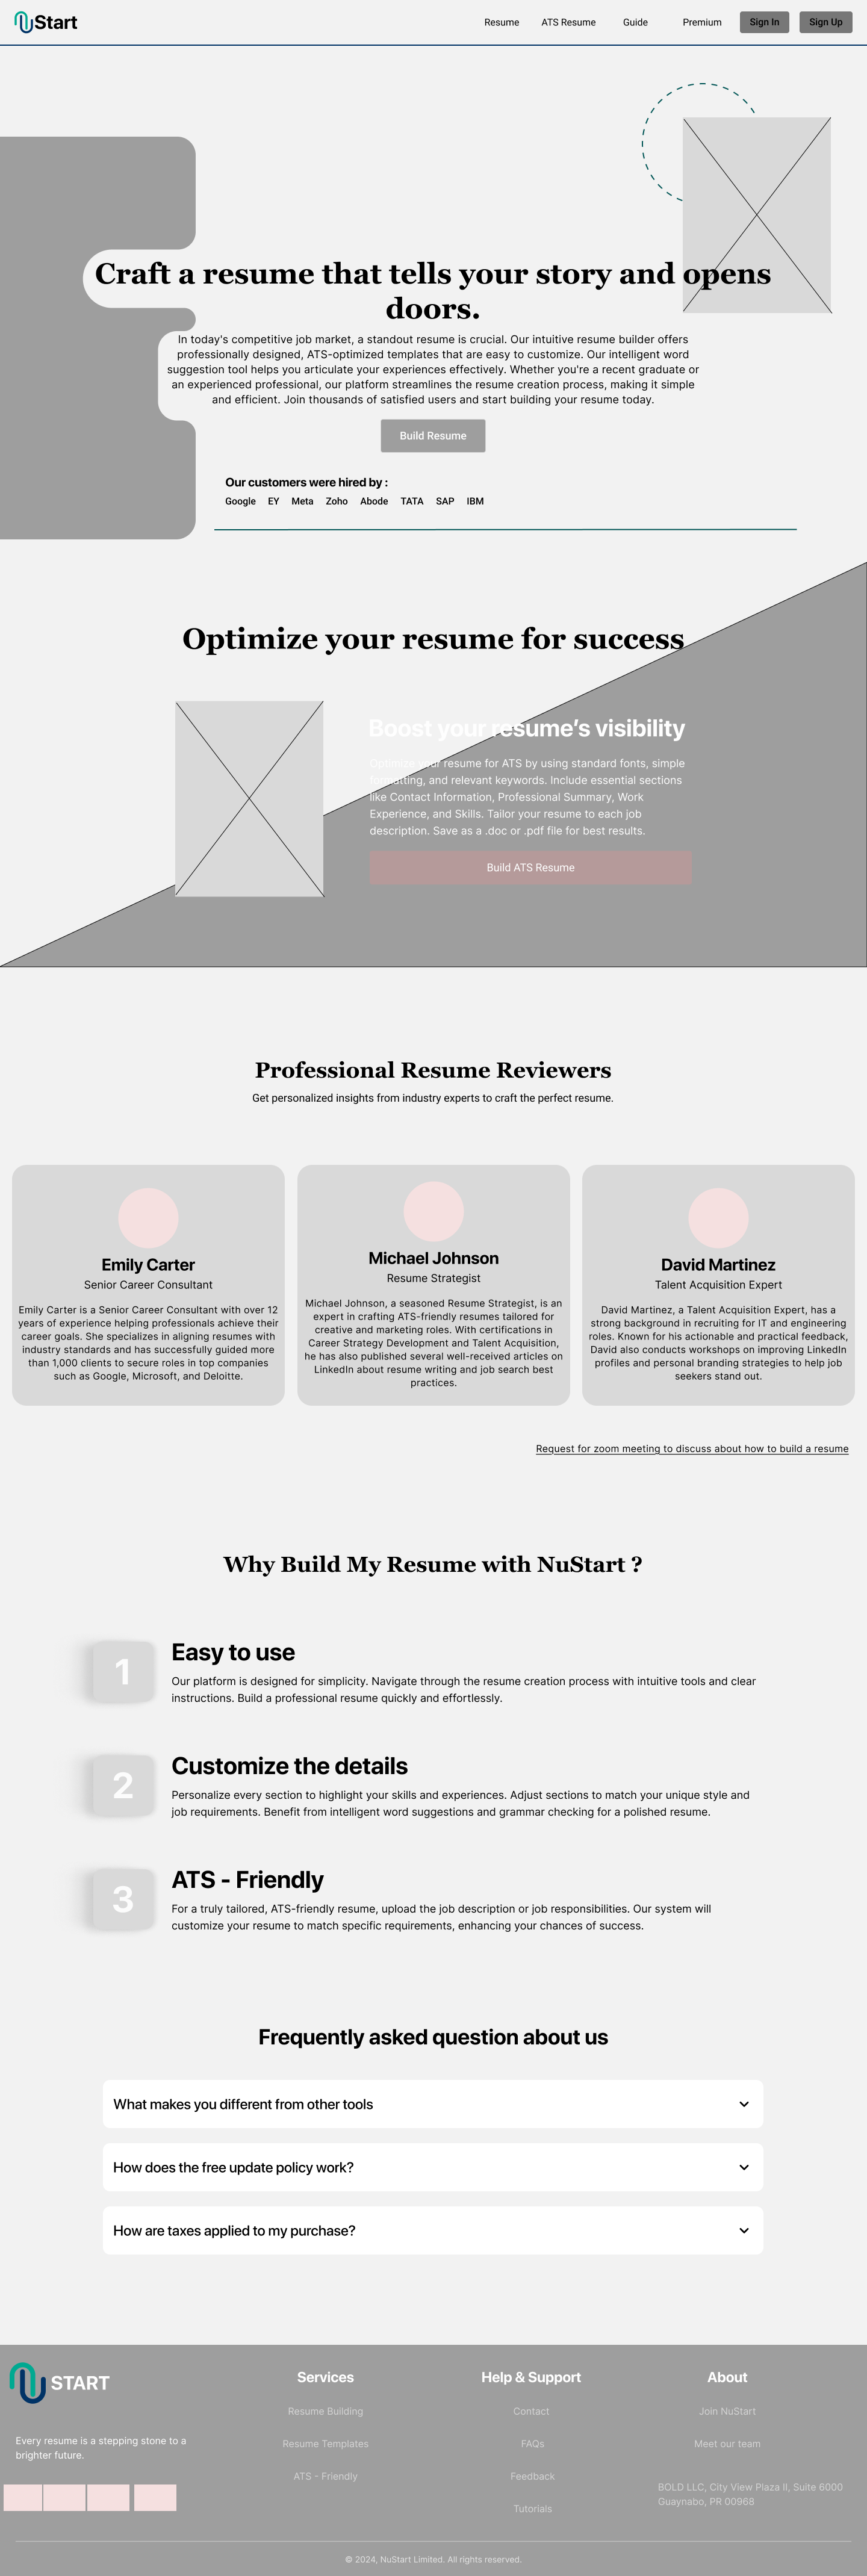 Start
Resume ATS Resume Guide Premium Sign In Sign Up
Craft a resume that tells your story and opens
doors.
In today's competitive job market, a standout resume is crucial. Our intuitive resume builder offers
professionally designed, ATS-optimized templates that are easy to customize. Our intelligent word
suggestion tool helps you articulate your experiences effectively. Whether you're a recent graduate or
an experienced professional, our platform streamlines the resume creation process, making it simple
and efficient. Join thousands of satisfied users and start building your resume today.
Build Resume
Our customers were hired by :
Google EY Meta Zoho Abode TATA SAP IBM
Optimize your resume for success
Boost your resume’s visibility
Optimize your resume for ATS by using standard fonts, simple
formatting, and relevant keywords. Include essential sections
like Contact Information, Professional Summary, Work
Experience, and Skills. Tailor your resume to each job
description. Save as a .doc or .pdf file for best results.
Build ATS Resume
Professional Resume Reviewers
Get personalized insights from industry experts to craft the perfect resume.
Emily Carter
Senior Career Consultant
Emily Carter is a Senior Career Consultant with over 12
years of experience helping professionals achieve their
career goals. She specializes in aligning resumes with
industry standards and has successfully guided more
than 1,000 clients to secure roles in top companies
such as Google, Microsoft, and Deloitte.
Michael Johnson
Resume Strategist
Michael Johnson, a seasoned Resume Strategist, is an
expert in crafting ATS-friendly resumes tailored for
creative and marketing roles. With certifications in
Career Strategy Development and Talent Acquisition,
he has also published several well-received articles on
LinkedIn about resume writing and job search best
practices.
David Martinez
Talent Acquisition Expert
David Martinez, a Talent Acquisition Expert, has a
strong background in recruiting for IT and engineering
roles. Known for his actionable and practical feedback,
David also conducts workshops on improving LinkedIn
profiles and personal branding strategies to help job
seekers stand out.
Request for zoom meeting to discuss about how to build a resume
Why Build My Resume with NuStart ?
1
Easy to use
Our platform is designed for simplicity. Navigate through the resume creation process with intuitive tools and clear
instructions. Build a professional resume quickly and effortlessly.
2
Customize the details
Personalize every section to highlight your skills and experiences. Adjust sections to match your unique style and
job requirements. Benefit from intelligent word suggestions and grammar checking for a polished resume.
3
ATS - Friendly
For a truly tailored, ATS-friendly resume, upload the job description or job responsibilities. Our system will
customize your resume to match specific requirements, enhancing your chances of success.
Frequently asked question about us
What makes you different from other tools
How does the free update policy work?
How are taxes applied to my purchase?
START
Every resume is a stepping stone to a
brighter future.
Services
Resume Building
Resume Templates
ATS - Friendly
Help & Support
Contact
FAQs
Feedback
Tutorials
About
Join NuStart
Meet our team
BOLD LLC, City View Plaza II, Suite 6000
Guaynabo, PR 00968
© 2024, NuStart Limited. All rights reserved.